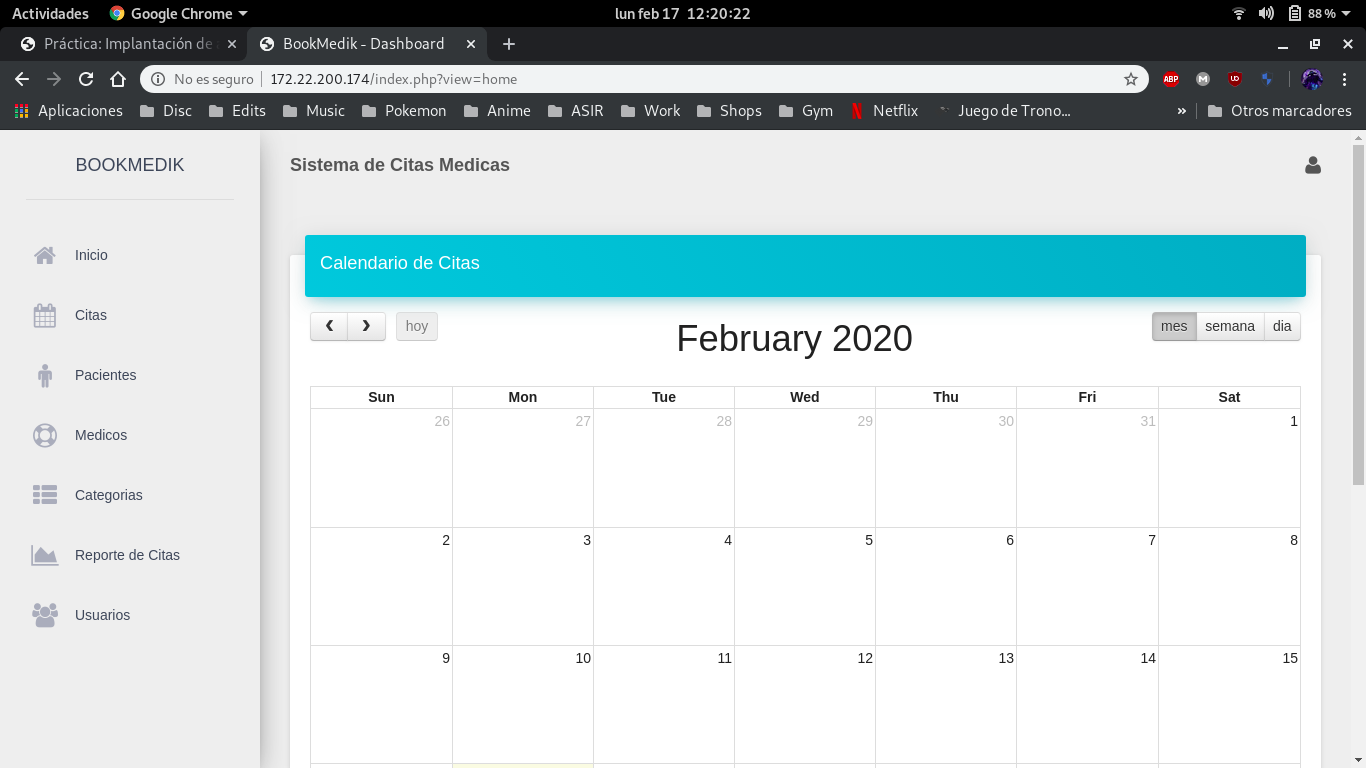 Actividades Google Chrome lun feb 17 12:20:22 88 %
Práctica: Implantación de BookMedik - Dashboard
No es seguro 172.22.200.174/index.php?view=home ABP
Aplicaciones Disc Edits Music Pokemon Anime ASIR Work Shops Gym Netflix Juego de Trono... » Otros marcadores
BOOKMEDIK
Sistema de Citas Medicas
Inicio
Citas
Pacientes
Medicos
Categorias
Reporte de Citas
Usuarios
Calendario de Citas
hoy February 2020 mes semana dia
Sun Mon Tue Wed Thu Fri Sat
26 27 28 29 30 31 1
2 3 4 5 6 7 8
9 10 11 12 13 14 15